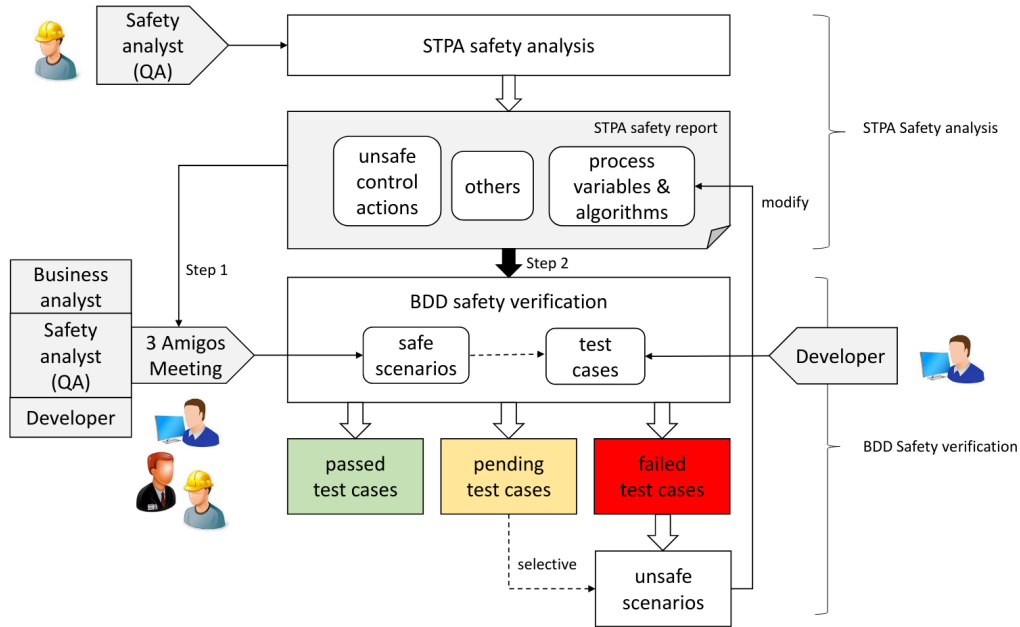 Safety
analyst
(QA)
STPA safety analysis
STPA safety report
unsafe
control
actions
others
process
variables &
algorithms
modify
STPA Safety analysis
Step 1
Step 2
Business
analyst
Safety
analyst
(QA)
Developer
3 Amigos
Meeting
BDD safety verification
safe
scenarios
test
cases
Developer
BDD Safety verification
passed
test cases
pending
test cases
failed
test cases
selective
unsafe
scenarios